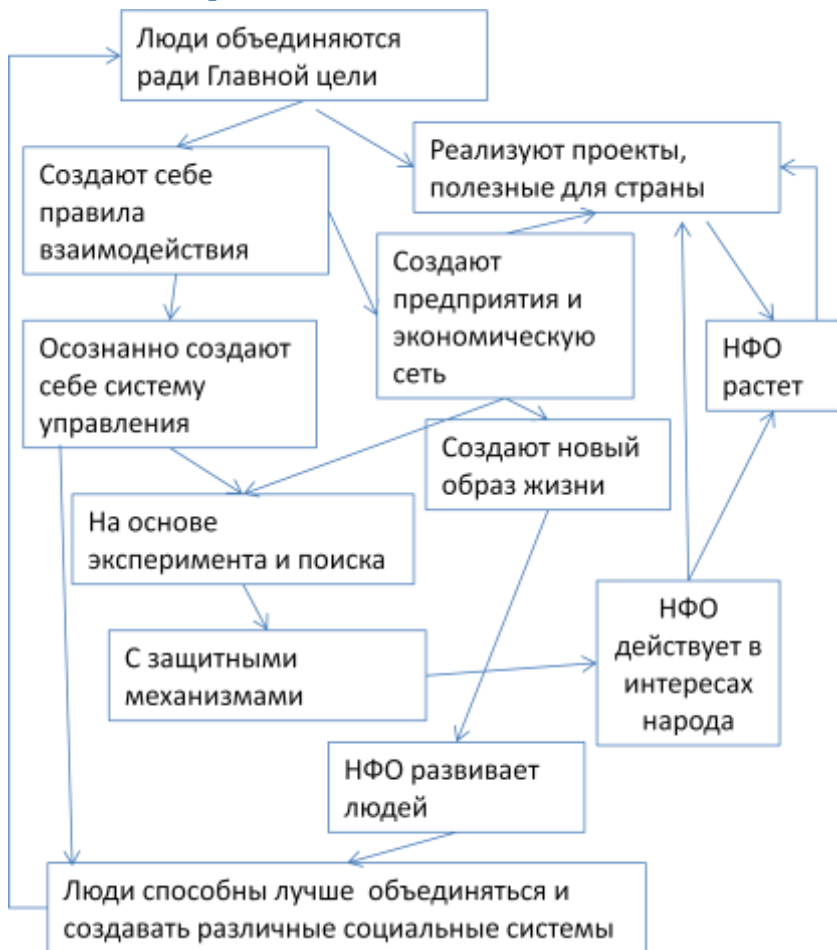 Люди объединяются
ради Главной цели
Реализуют проекты,
полезные для страны
Создают себе
правила
взаимодействия
Создают
предприятия и
экономическую
сеть
НФО
растет
Осознанно создают
себе систему
управления
Создают новый
образ жизни
На основе
эксперимента и поиска
НФО
действует в
интересах
народа
С защитными
механизмами
НФО развивает
людей
Люди способны лучше объединяться и
создавать различные социальные системы